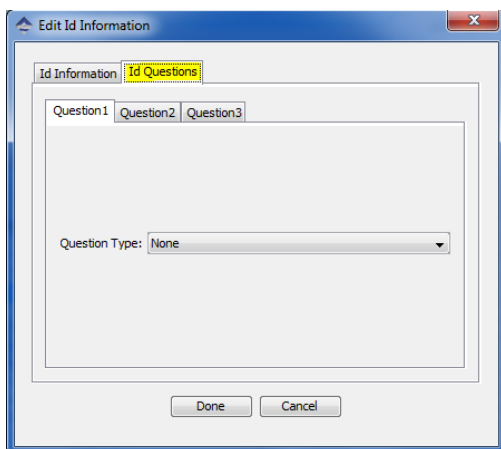 Edit Id Information
Id Information Id Questions
Question1 Question2 Question3
Question Type: None
Done Cancel